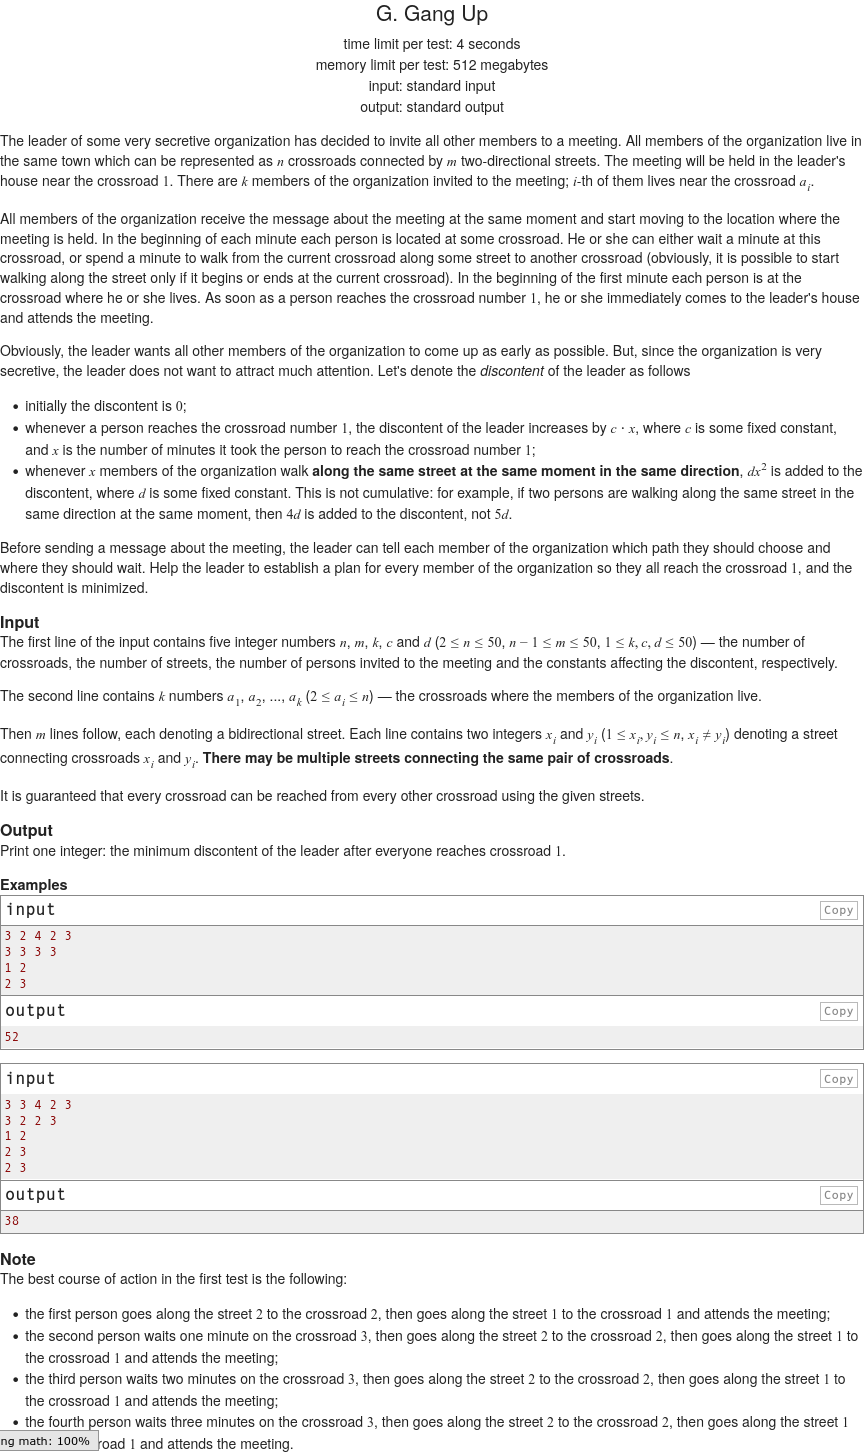 G. Gang Up
time limit per test: 4 seconds
memory limit per test: 512 megabytes
input: standard input
output: standard output
The leader of some very secretive organization has decided to invite all other members to a meeting. All members of the organization live in
the same town which can be represented as n crossroads connected by m two-directional streets. The meeting will be held in the leader's
house near the crossroad 1. There are k members of the organization invited to the meeting; i-th of them lives near the crossroad a_i.
All members of the organization receive the message about the meeting at the same moment and start moving to the location where the
meeting is held. In the beginning of each minute each person is located at some crossroad. He or she can either wait a minute at this
crossroad, or spend a minute to walk from the current crossroad along some street to another crossroad (obviously, it is possible to start
walking along the street only if it begins or ends at the current crossroad). In the beginning of the first minute each person is at the
crossroad where he or she lives. As soon as a person reaches the crossroad number 1, he or she immediately comes to the leader's house
and attends the meeting.
Obviously, the leader wants all other members of the organization to come up as early as possible. But, since the organization is very
secretive, the leader does not want to attract much attention. Let's denote the discontent of the leader as follows
• initially the discontent is 0;
• whenever a person reaches the crossroad number 1, the discontent of the leader increases by c · x, where c is some fixed constant,
and x is the number of minutes it took the person to reach the crossroad number 1;
• whenever x members of the organization walk along the same street at the same moment in the same direction, dx² is added to the
discontent, where d is some fixed constant. This is not cumulative: for example, if two persons are walking along the same street in the
same direction at the same moment, then 4d is added to the discontent, not 5d.
Before sending a message about the meeting, the leader can tell each member of the organization which path they should choose and
where they should wait. Help the leader to establish a plan for every member of the organization so they all reach the crossroad 1, and the
discontent is minimized.
Input
The first line of the input contains five integer numbers n, m, k, c and d (2 ≤ n ≤ 50, n − 1 ≤ m ≤ 50, 1 ≤ k, c, d ≤ 50) — the number of
crossroads, the number of streets, the number of persons invited to the meeting and the constants affecting the discontent, respectively.
The second line contains k numbers a_1, a_2, ..., a_k (2 ≤ a_i ≤ n) — the crossroads where the members of the organization live.
Then m lines follow, each denoting a bidirectional street. Each line contains two integers x_i and y_i (1 ≤ x_i, y_i ≤ n, x_i ≠ y_i) denoting a street
connecting crossroads x_i and y_i. There may be multiple streets connecting the same pair of crossroads.
It is guaranteed that every crossroad can be reached from every other crossroad using the given streets.
Output
Print one integer: the minimum discontent of the leader after everyone reaches crossroad 1.
Examples
input Copy
3 2 4 2 3
3 3 3 3
1 2
2 3
output Copy
52
input Copy
3 3 4 2 3
3 2 2 3
1 2
2 3
2 3
output Copy
38
Note
The best course of action in the first test is the following:
• the first person goes along the street 2 to the crossroad 2, then goes along the street 1 to the crossroad 1 and attends the meeting;
• the second person waits one minute on the crossroad 3, then goes along the street 2 to the crossroad 2, then goes along the street 1 to
the crossroad 1 and attends the meeting;
• the third person waits two minutes on the crossroad 3, then goes along the street 2 to the crossroad 2, then goes along the street 1 to
the crossroad 1 and attends the meeting;
• the fourth person waits three minutes on the crossroad 3, then goes along the street 2 to the crossroad 2, then goes along the street 1
road 1 and attends the meeting.
ng math: 100%